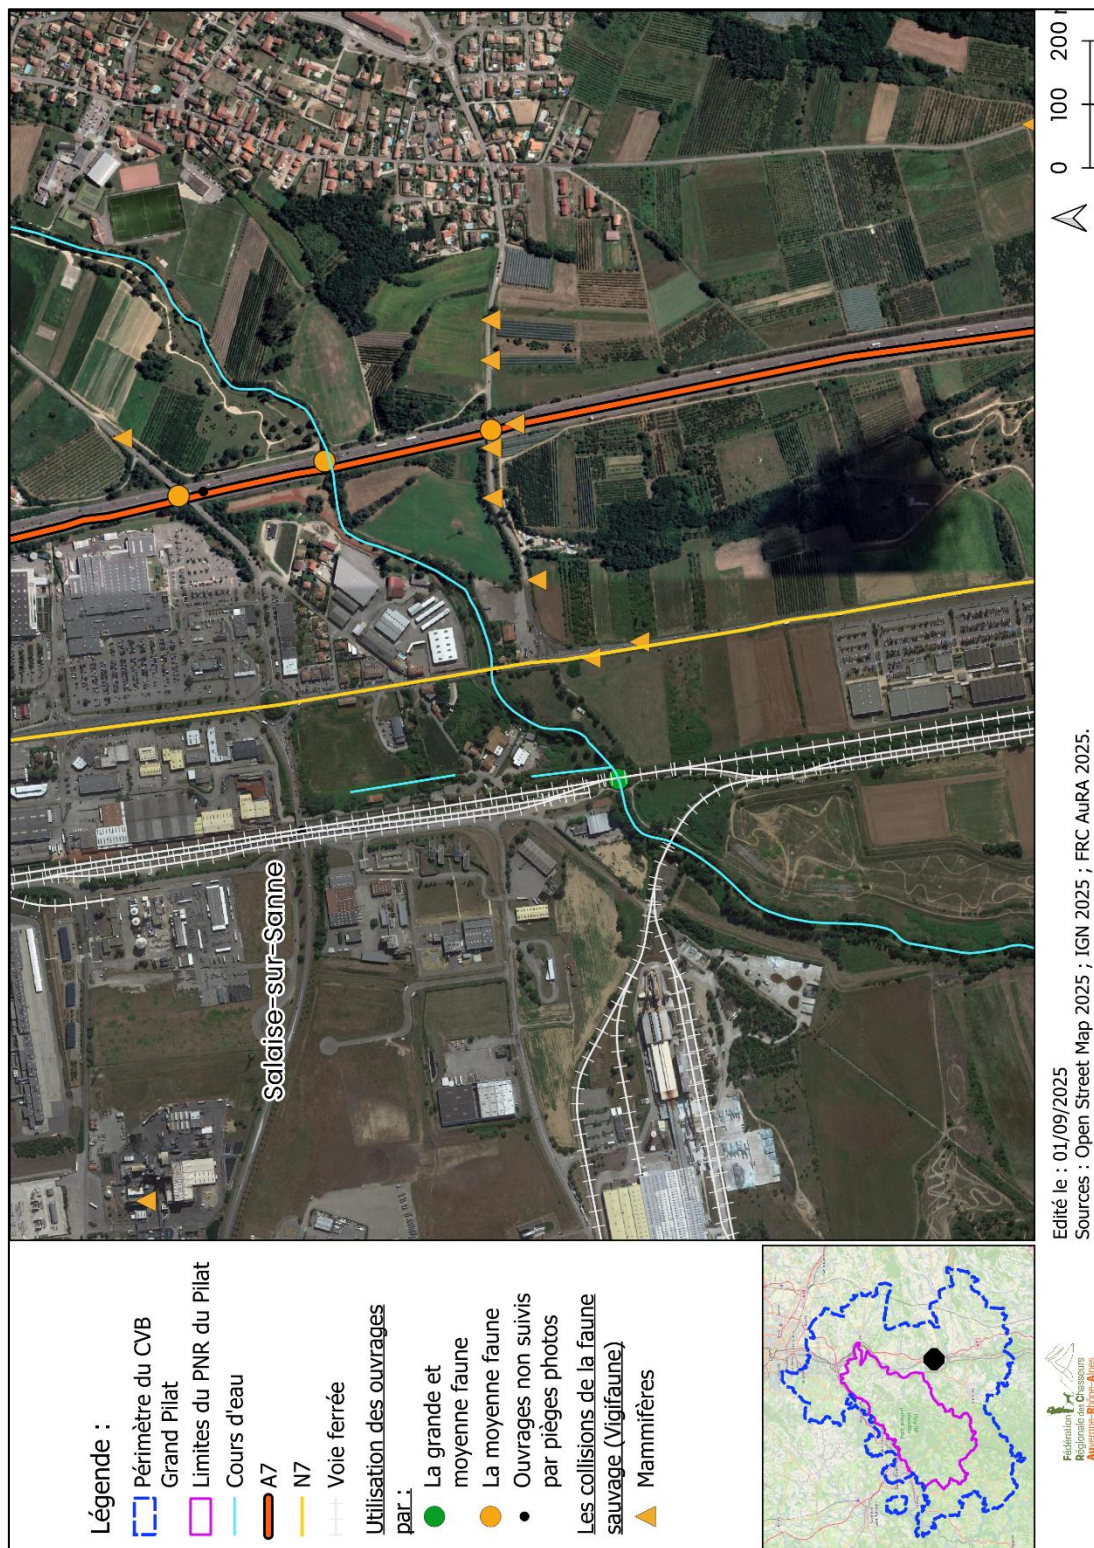 Légende :
Périmètre du CVB
Grand Pilat
Limites du PNR du Pilat
Cours d'eau
A7
N7
Voie ferrée
Utilisation des ouvrages
par :
La grande et
moyenne faune
La moyenne faune
Ouvrages non suivis
par pièges photos
Les collisions de la faune
sauvage (Vigifaune)
Mammifères
Salaise-sur-Sanne
0 100 200
Edité le : 01/09/2025
Sources : Open Street Map 2025 ; IGN 2025 ; FRC AuRA 2025.
Fédération
Régionale des Chasseurs
Auvergne-Rhône-Alpes